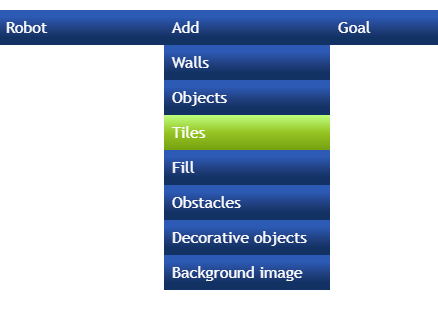 Robot Add Goal
Walls
Objects
Tiles
Fill
Obstacles
Decorative objects
Background image